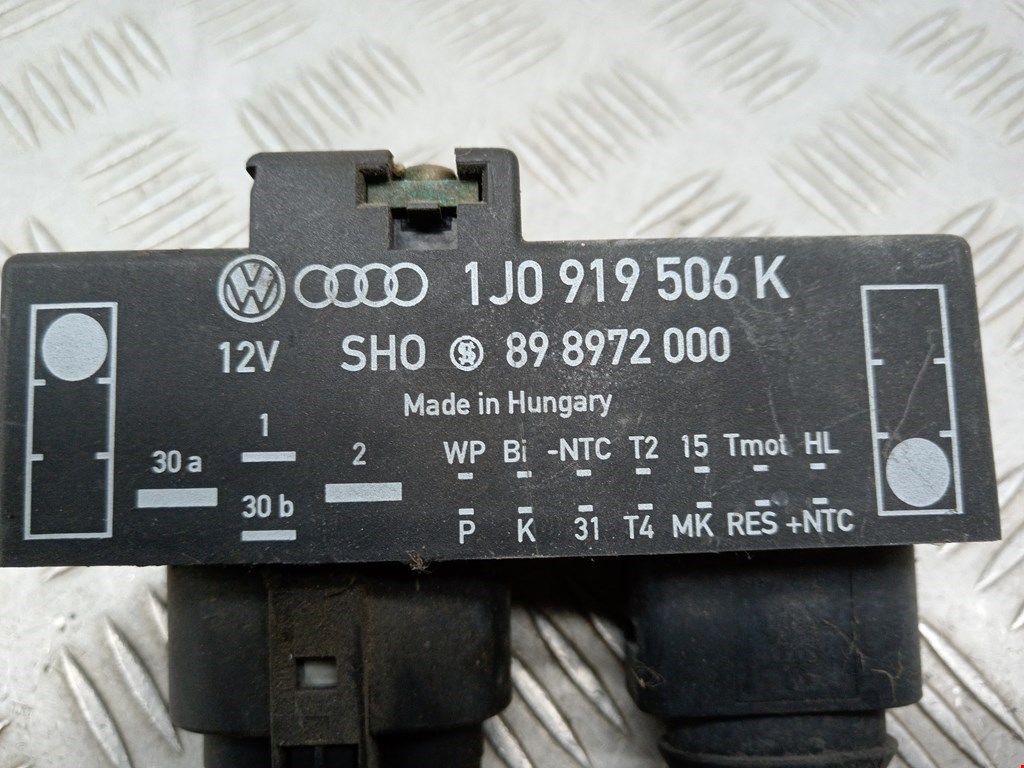 1J0 919 506 K
12V SHO 89 8972 000
Made in Hungary
1 2 WP Bi -NTC T2 15 Tmot HL
30 a
30 b P K 31 T4 MK RES +NTC